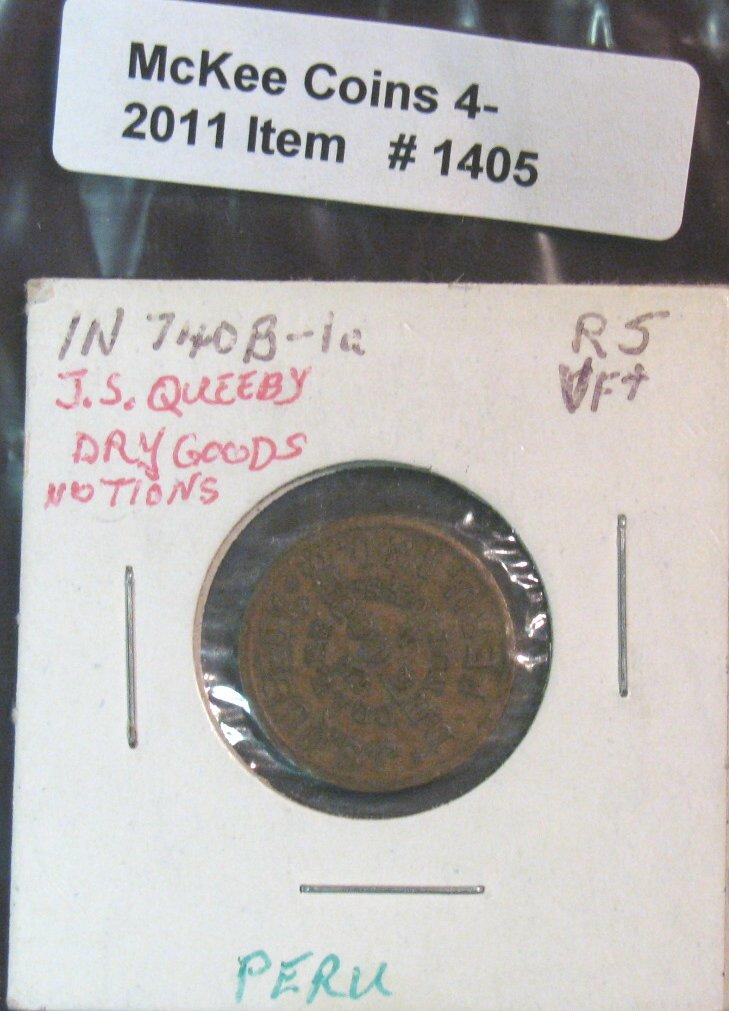 McKee Coins 4-
2011 Item # 1405
IN 740B-1a
R5
VF+
J.S. QUEEBY
DRY GOODS
NOTIONS
PERU